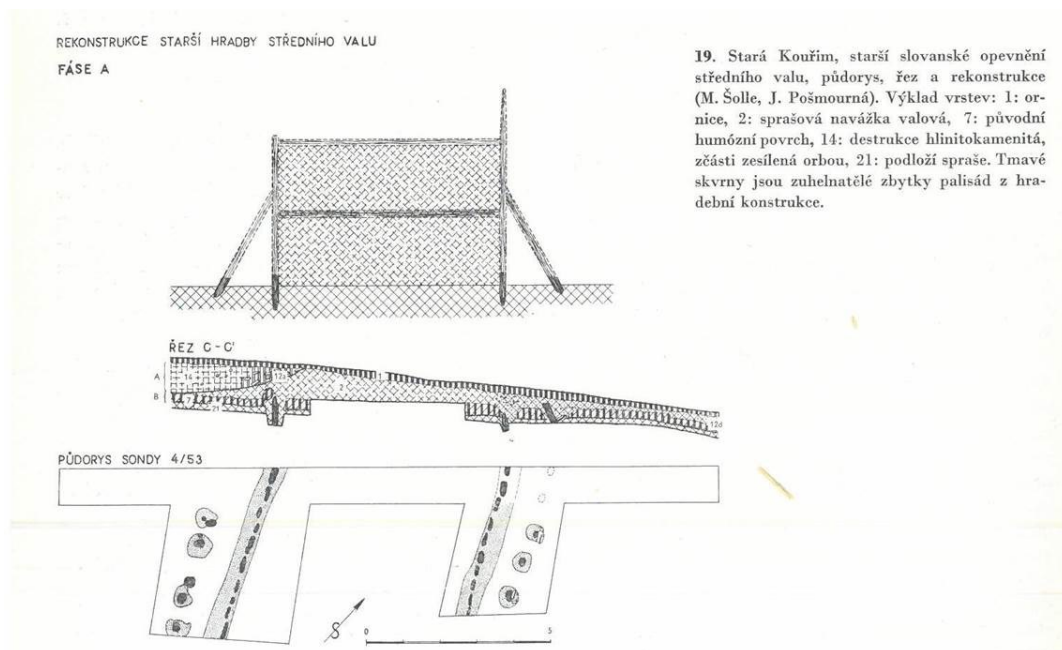 REKONSTRUKCE STARŠÍ HRADBY STŘEDNÍHO VALU
FÁSE A
19. Stará Kouřim, starší slovanské opevnění
středního valu, půdorys, řez a rekonstrukce
(M. Šolle, J. Pošmourná). Výklad vrstev: 1: or-
nice, 2: sprašová navážka valová, 7: původní
humózní povrch, 14: destrukce hlinitokamenitá,
zčásti zesílená orbou, 21: podloží spraše. Tmavé
skvrny jsou zuhelnatělé zbytky palisád z hra-
dební konstrukce.
ŘEZ C-C'
A
14
12a
1
2
B
7
21
12d
PŮDORYS SONDY 4/53
S
0
5